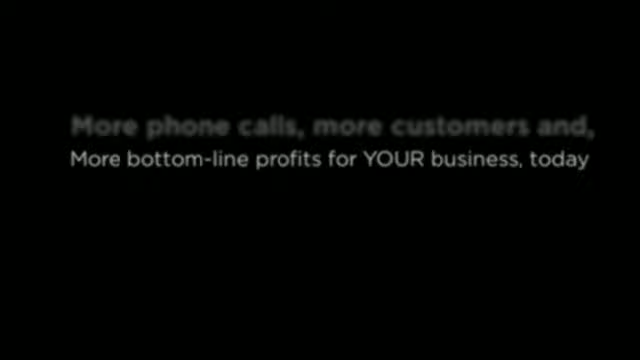 More phone calls, more customers and,
More bottom-line profits for YOUR business, today